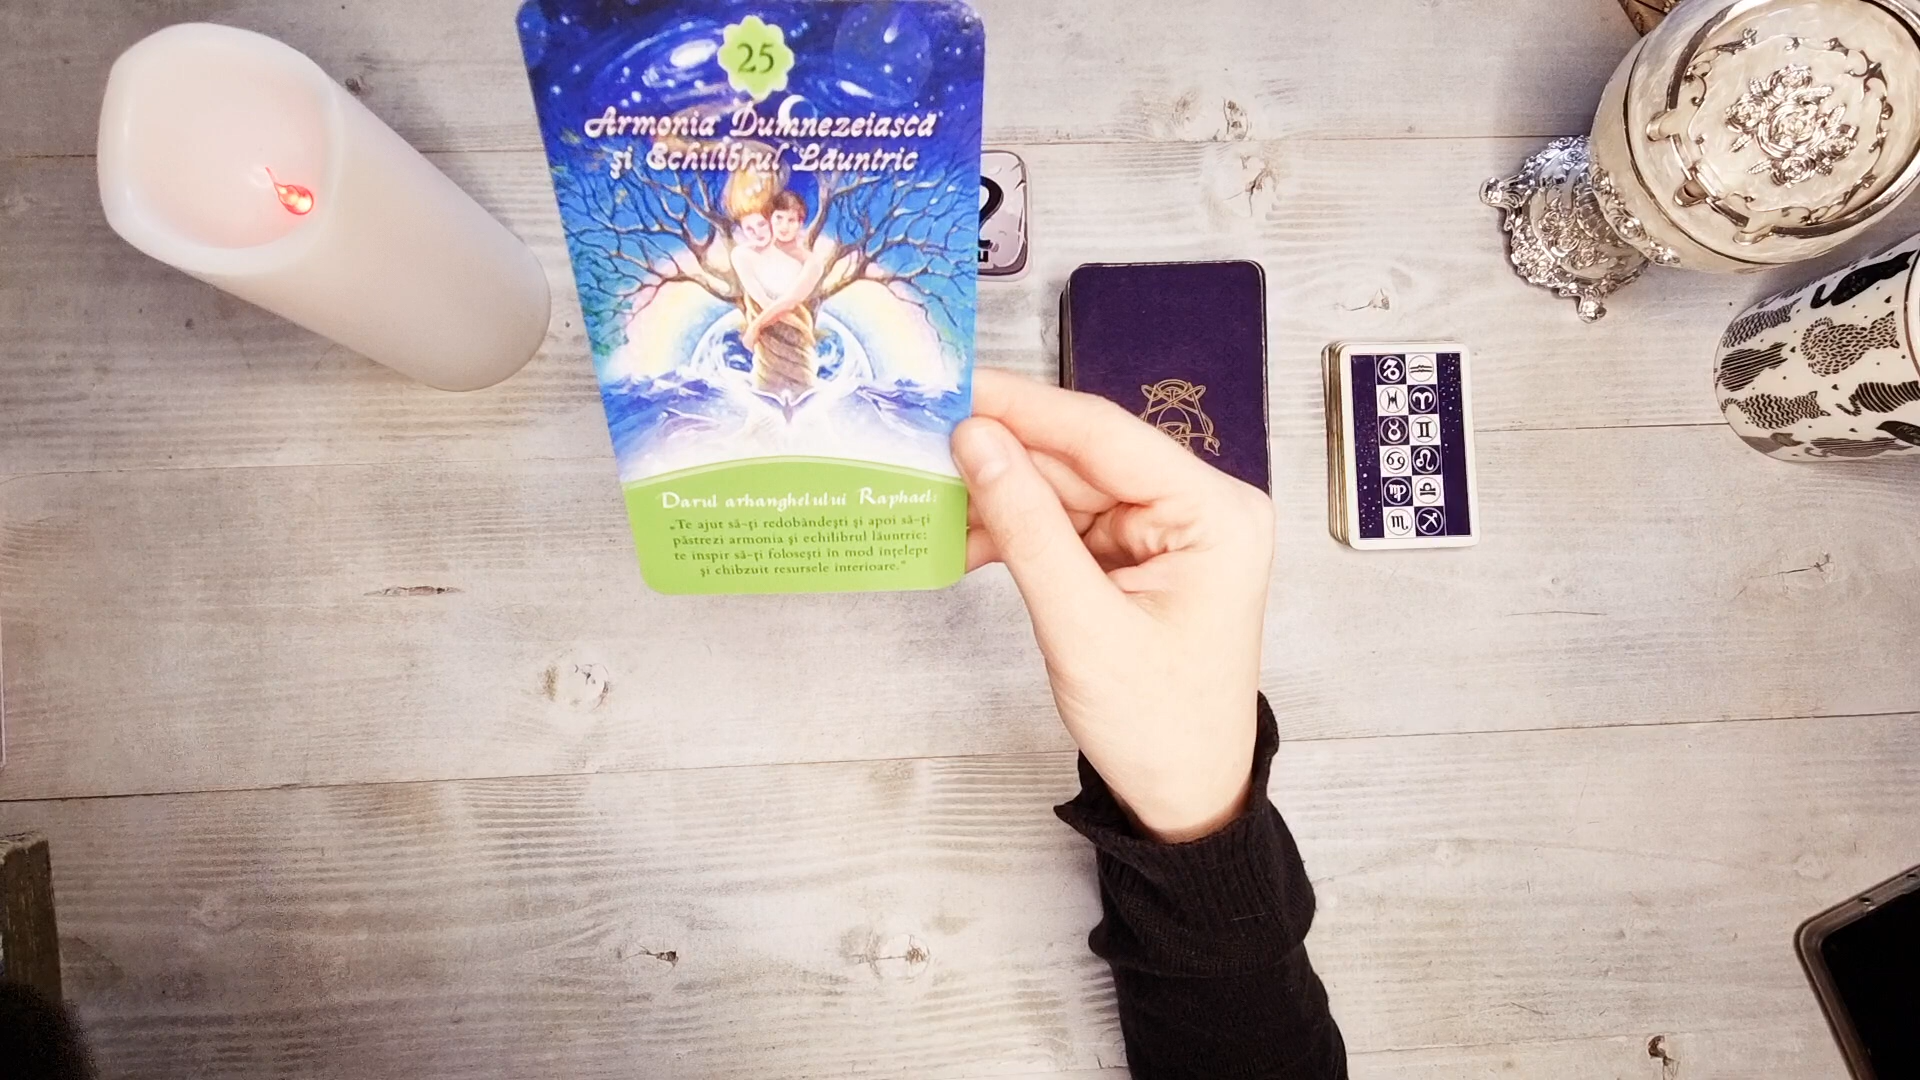 25
Armonia Dumnezeiască
și Echilibrul Lăuntric
Darul arhanghelului Raphael:
„Te ajut să-ți redobândești și apoi să-ți
păstrezi armonia și echilibrul lăuntric;
te inspir să-ți folosești în mod înțelept
și chibzuit resursele interioare.”